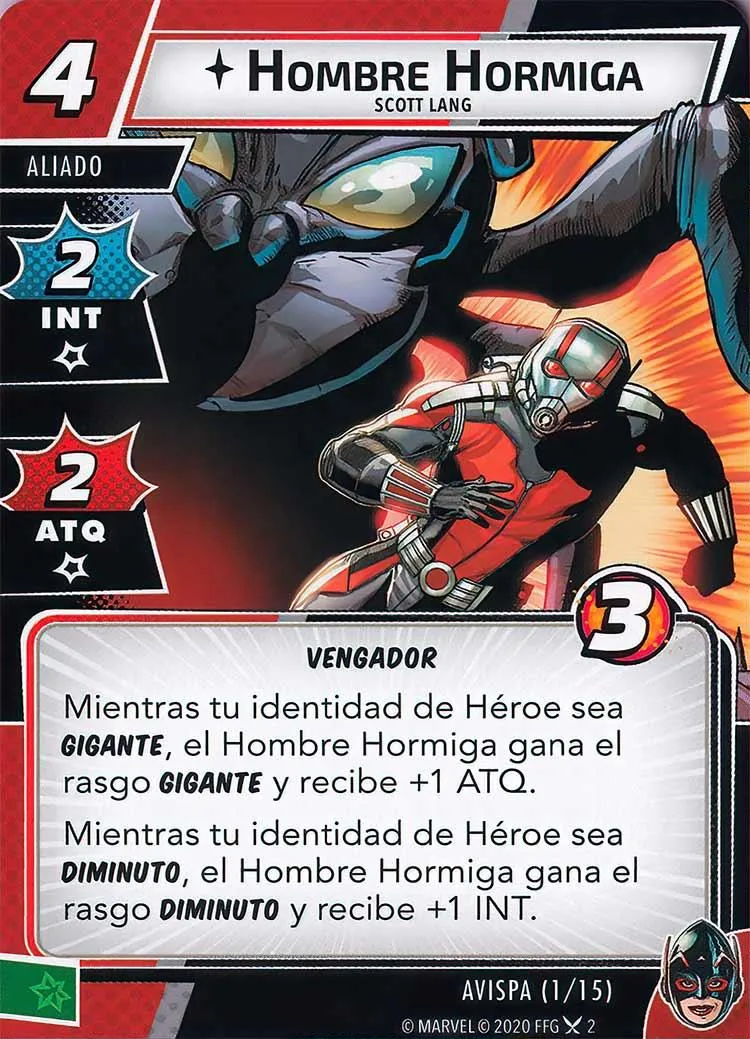 4
HOMBRE HORMIGA
SCOTT LANG
ALIADO
2
INT
2
ATQ
3
VENGADOR
Mientras tu identidad de Héroe sea
GIGANTE, el Hombre Hormiga gana el
rasgo GIGANTE y recibe +1 ATQ.
Mientras tu identidad de Héroe sea
DIMINUTO, el Hombre Hormiga gana el
rasgo DIMINUTO y recibe +1 INT.
AVISPA (1/15)
© MARVEL © 2020 FFG 2